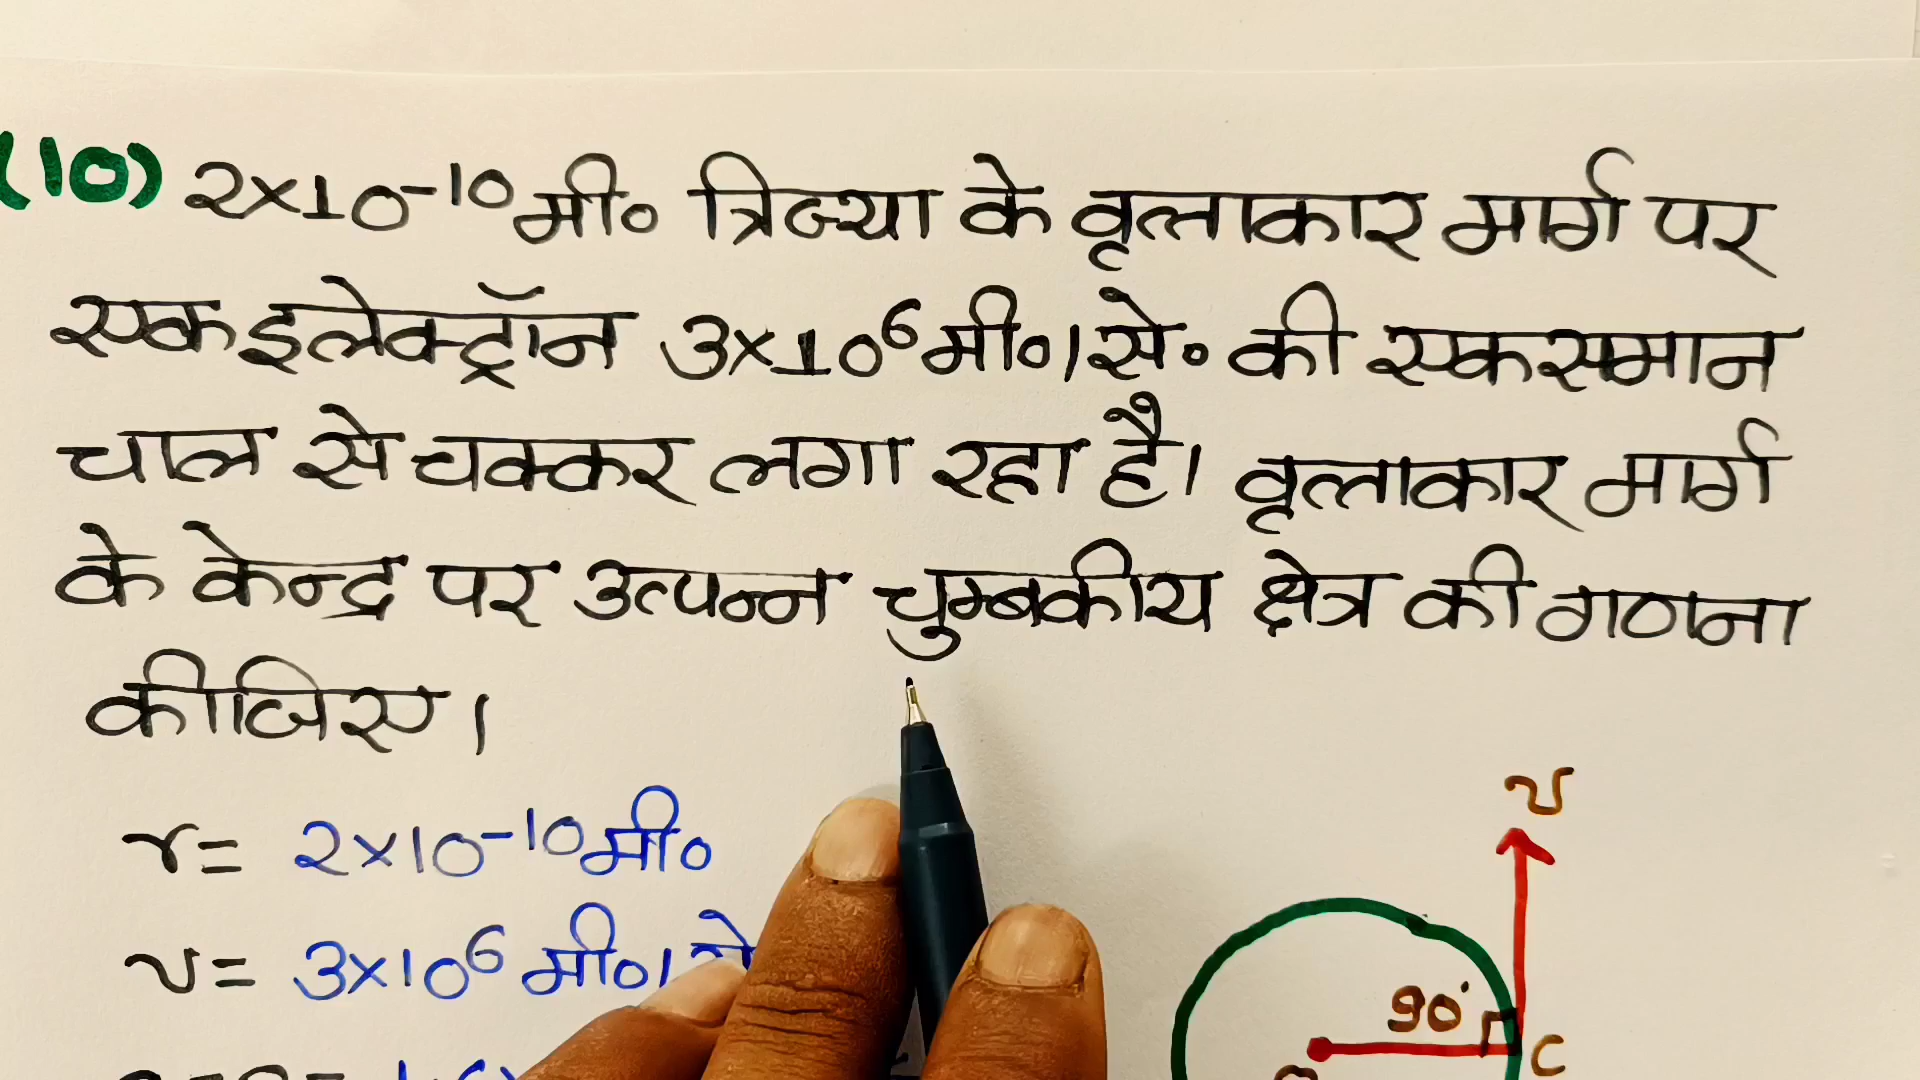 (10) 2×10⁻¹⁰ मी० त्रिज्या के वृत्ताकार मार्ग पर
एक इलेक्ट्रॉन 3×10⁶ मी०/से० की एकसमान
चाल से चक्कर लगा रहा है। वृत्ताकार मार्ग
के केन्द्र पर उत्पन्न चुम्बकीय क्षेत्र की गणना
कीजिए।
r = 2×10⁻¹⁰ मी०
v = 3×10⁶ मी०/से
v
90°
C